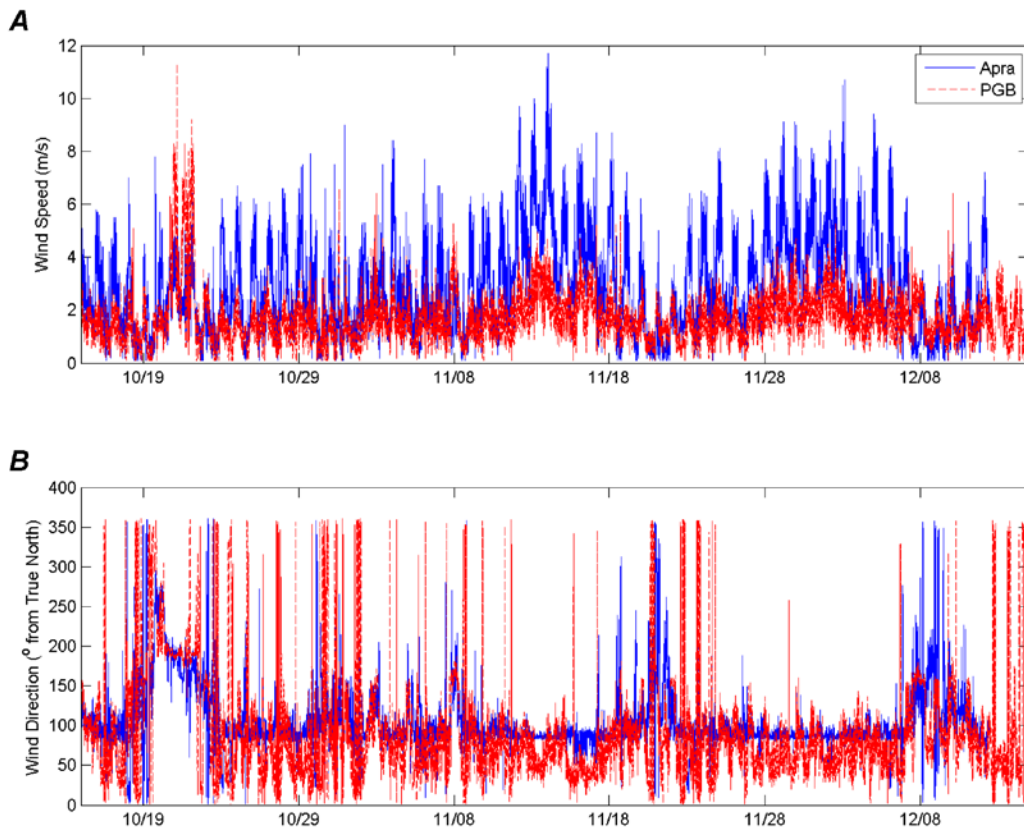 A
12
10
8
6
4
2
0
Wind Speed (m/s)
Apra
PGB
10/19 10/29 11/08 11/18 11/28 12/08
B
400
350
300
250
200
150
100
50
0
Wind Direction (° from True North)
10/19 10/29 11/08 11/18 11/28 12/08